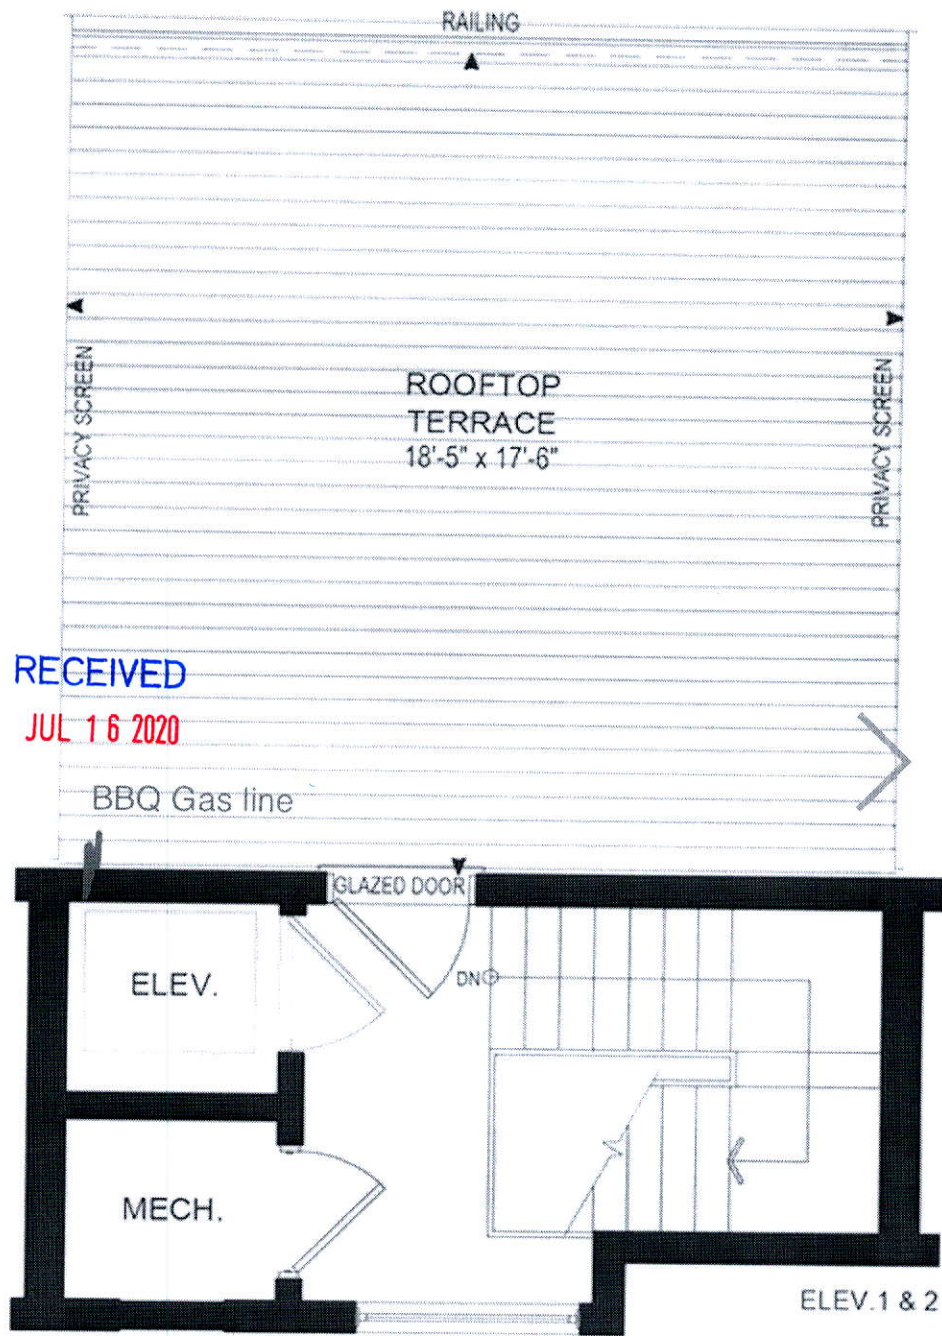 RAILING
PRIVACY SCREEN
ROOFTOP
TERRACE
18'-5" x 17'-6"
PRIVACY SCREEN
RECEIVED
JUL 16 2020
BBQ Gas line
GLAZED DOOR
ELEV.
DN
MECH.
ELEV.1 & 2